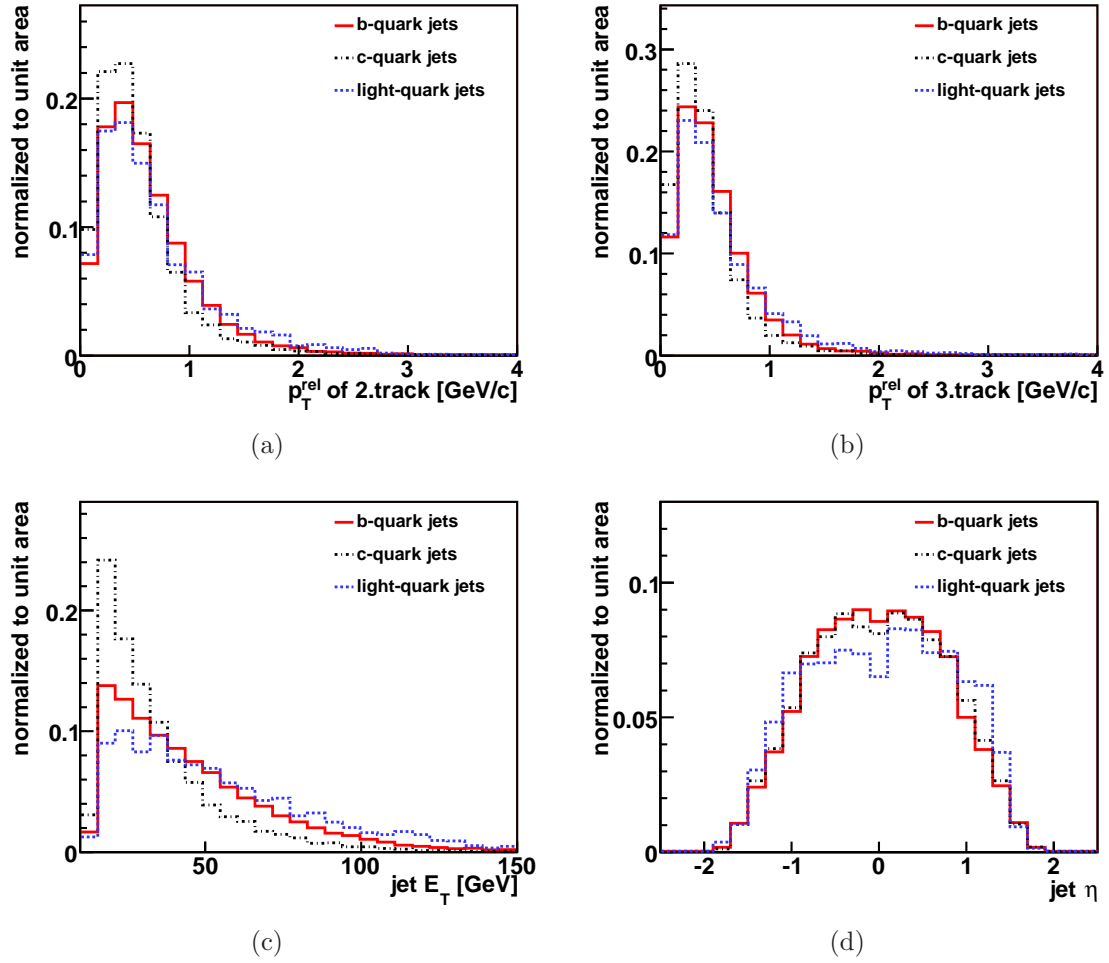 normalized to unit area
0.2
0.1
0
b-quark jets
c-quark jets
light-quark jets
0 1 2 3 4
p_T^rel of 2.track [GeV/c]
(a)
normalized to unit area
0.3
0.2
0.1
0
b-quark jets
c-quark jets
light-quark jets
0 1 2 3 4
p_T^rel of 3.track [GeV/c]
(b)
normalized to unit area
0.2
0.1
0
b-quark jets
c-quark jets
light-quark jets
50 100 150
jet E_T [GeV]
(c)
normalized to unit area
0.1
0.05
0
b-quark jets
c-quark jets
light-quark jets
-2 -1 0 1 2
jet η
(d)